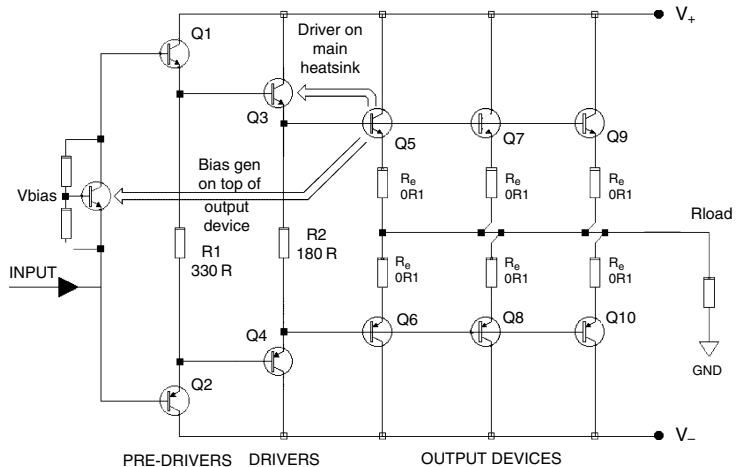 Q1
V+
Driver on
main
heatsink
Q3
Q5
Q7
Q9
Bias gen
on top of
output
device
Vbias
Re
0R1
Re
0R1
Re
0R1
Rload
R1
330 R
R2
180 R
INPUT
Re
0R1
Re
0R1
Re
0R1
Q4
Q6
Q8
Q10
GND
Q2
V–
PRE-DRIVERS
DRIVERS
OUTPUT DEVICES